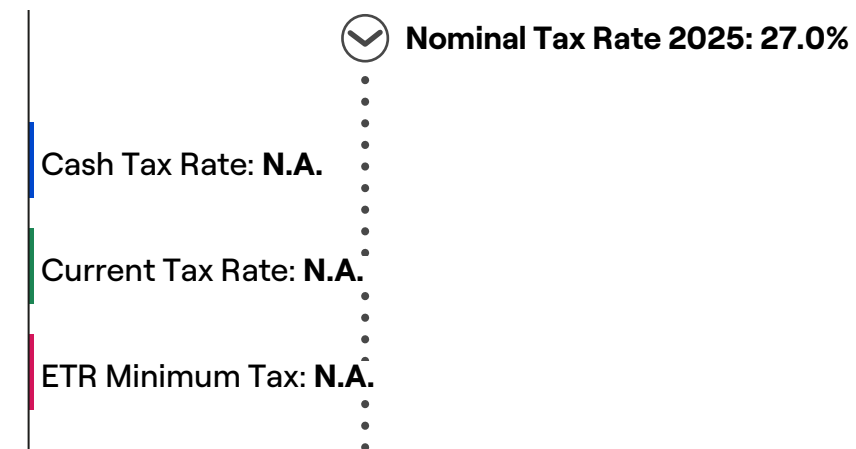 Nominal Tax Rate 2025: 27.0%
Cash Tax Rate: N.A.
Current Tax Rate: N.A.
ETR Minimum Tax: N.A.